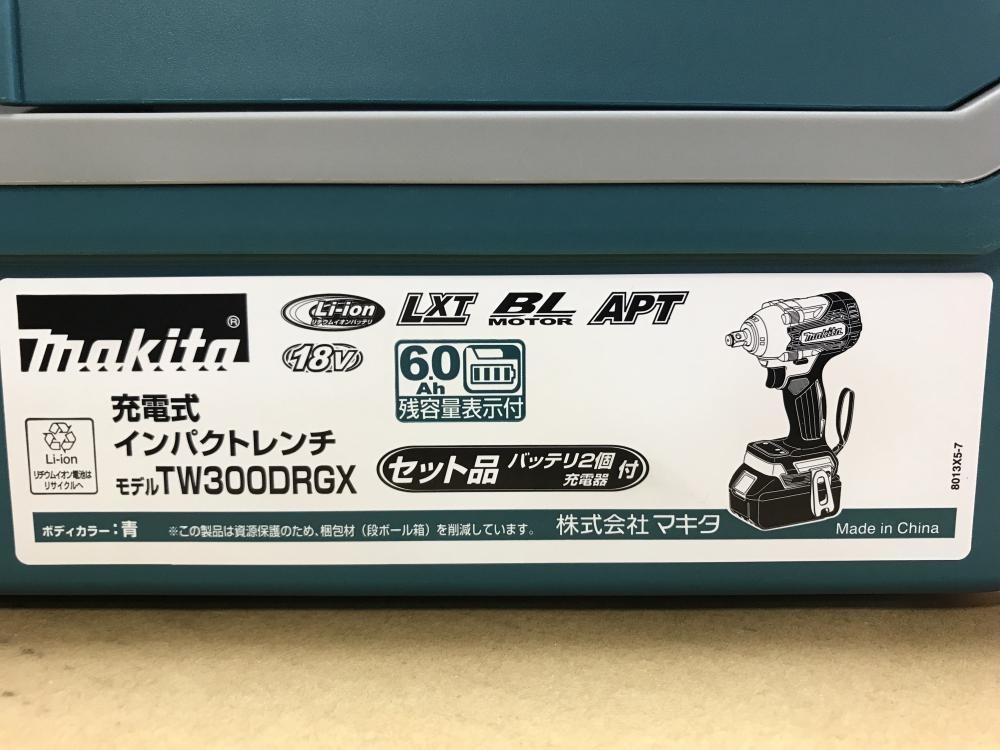 makita®
Li-ion
リチウムイオンバッテリ
LXT
BL
MOTOR
APT
18V
6.0
Ah
残容量表示付
充電式
インパクトレンチ
モデルTW300DRGX
Li-ion
リチウムイオン電池は
リサイクルへ
セット品 バッテリ2個
充電器 付
makita
8013X5-7
ボディカラー：青 ※この製品は資源保護のため、梱包材（段ボール箱）を削減しています。 株式会社 マキタ Made in China